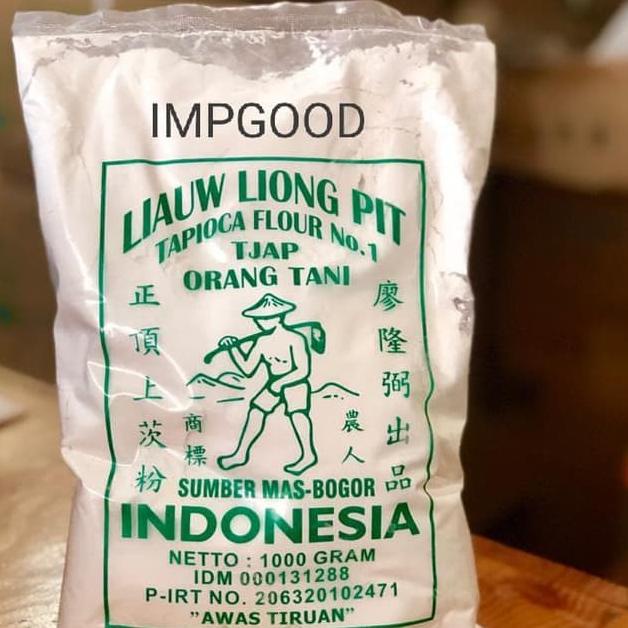 IMPGOOD
LIAUW LIONG PIT
TAPIOCA FLOUR No.1
TJAP
ORANG TANI
正頂上茨粉
商標
農人
廖隆弼出品
SUMBER MAS-BOGOR
INDONESIA
NETTO : 1000 GRAM
IDM 000131288
P-IRT NO. 206320102471
"AWAS TIRUAN"